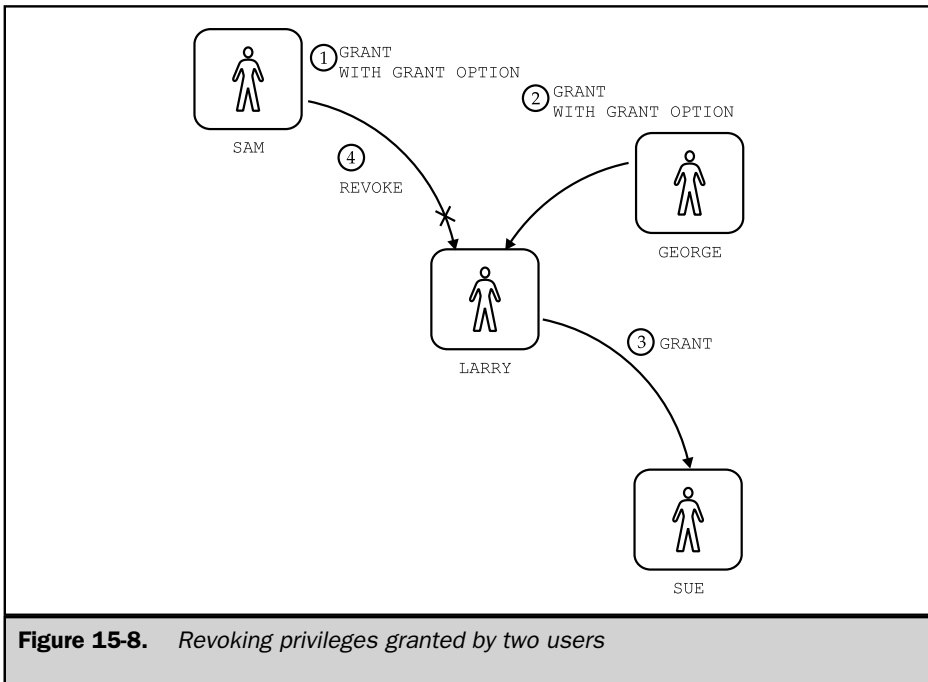 1 GRANT
WITH GRANT OPTION
SAM
2 GRANT
WITH GRANT OPTION
GEORGE
4
REVOKE
LARRY
3 GRANT
SUE
Figure 15-8. Revoking privileges granted by two users